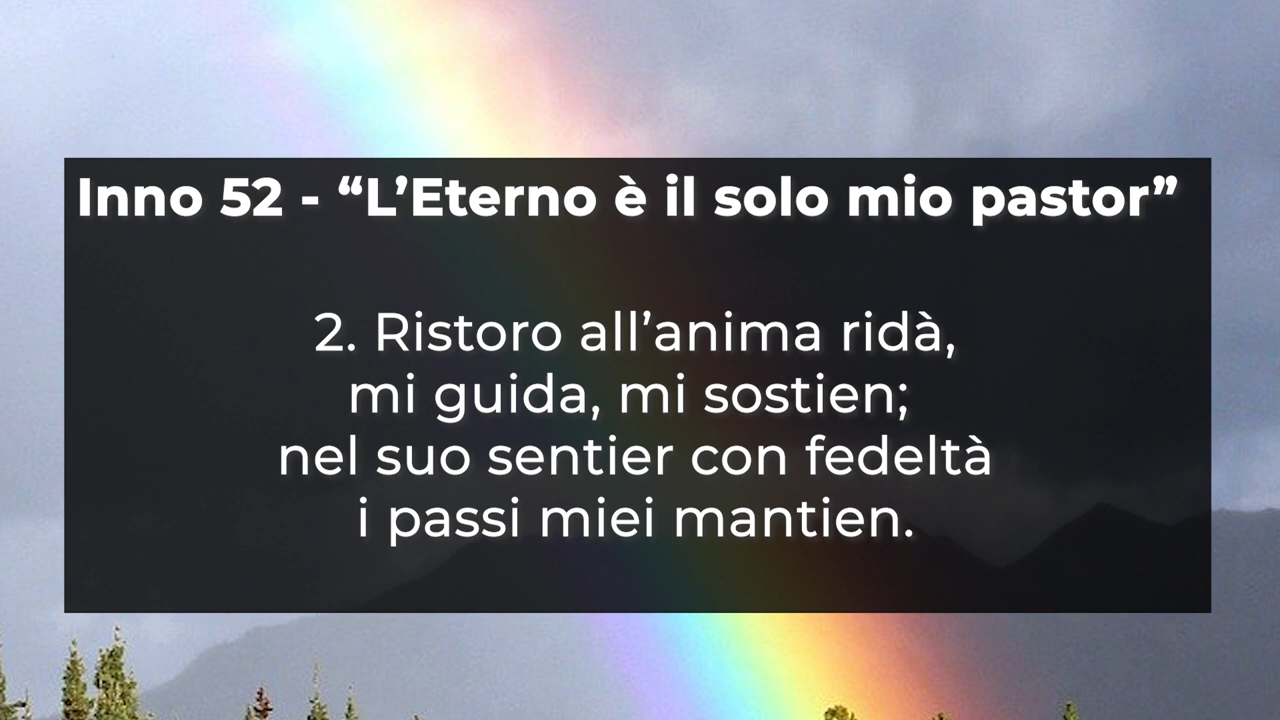 Inno 52 - “L’Eterno è il solo mio pastor”
2. Ristoro all’anima ridà,
mi guida, mi sostien;
nel suo sentier con fedeltà
i passi miei mantien.